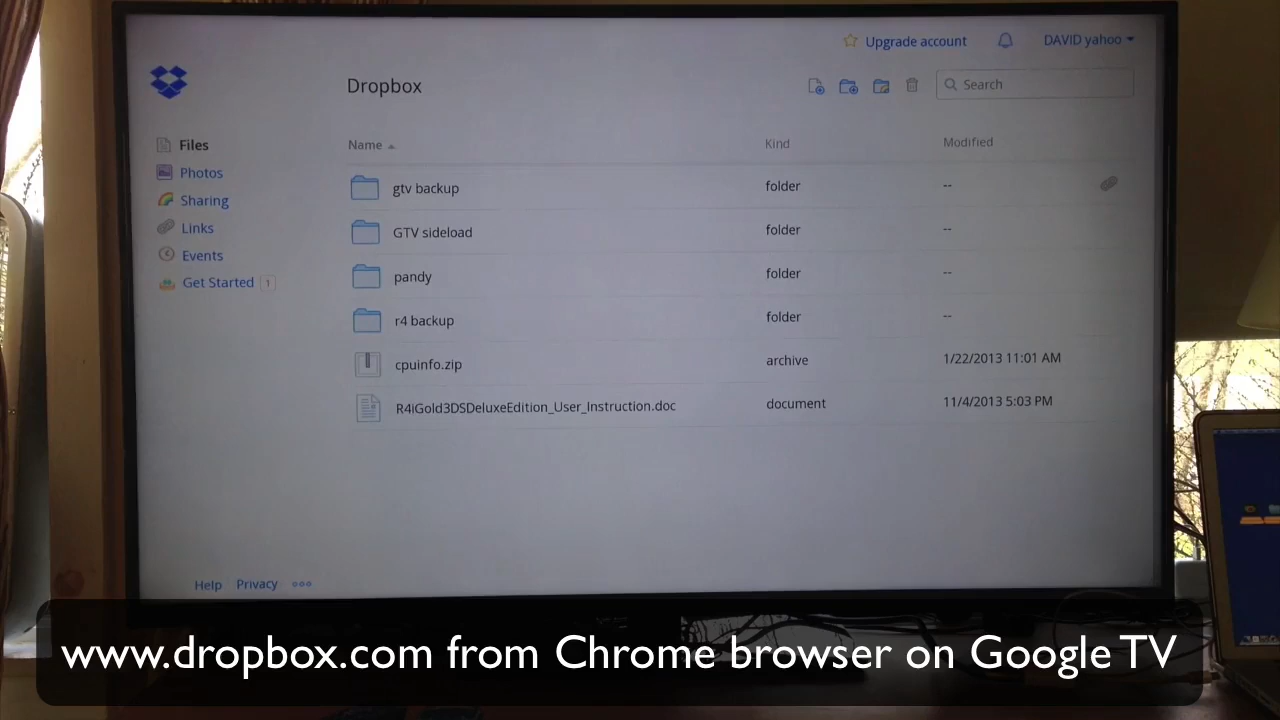 Upgrade account DAVID yahoo
Dropbox Search
Files
Photos
Sharing
Links
Events
Get Started 1
Name Kind Modified
gtv backup folder --
GTV sideload folder --
pandy folder --
r4 backup folder --
cpuinfo.zip archive 1/22/2013 11:01 AM
R4iGold3DSDeluxeEdition_User_Instruction.doc document 11/4/2013 5:03 PM
Help Privacy
www.dropbox.com from Chrome browser on Google TV